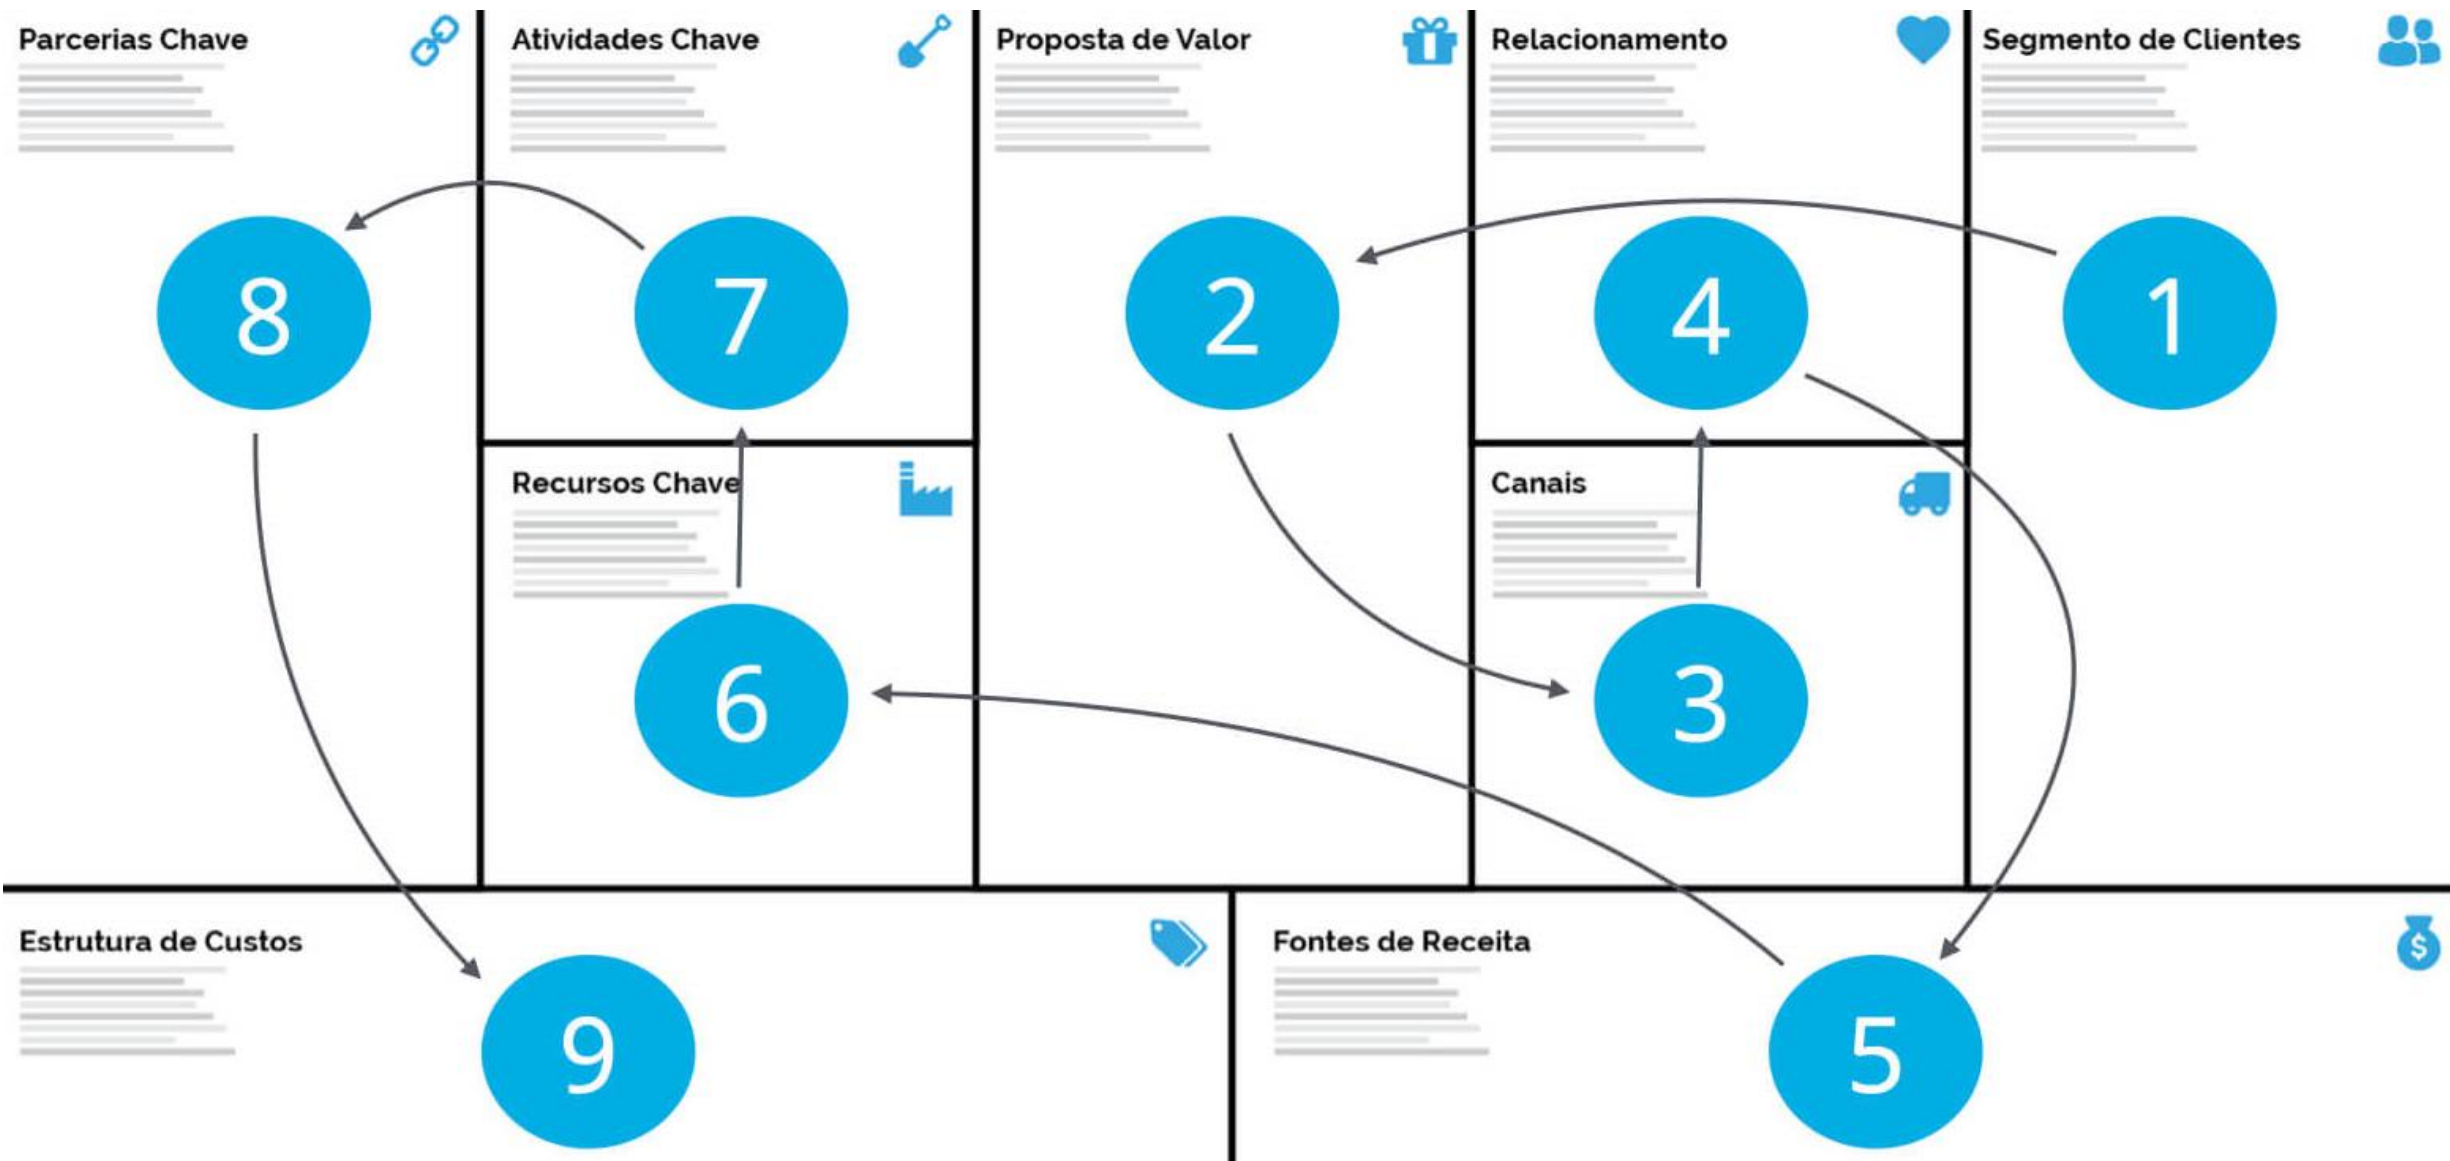 Parcerias Chave
Atividades Chave
Proposta de Valor
Relacionamento
Segmento de Clientes
8
7
2
4
1
Recursos Chave
Canais
6
3
Estrutura de Custos
Fontes de Receita
$
9
5